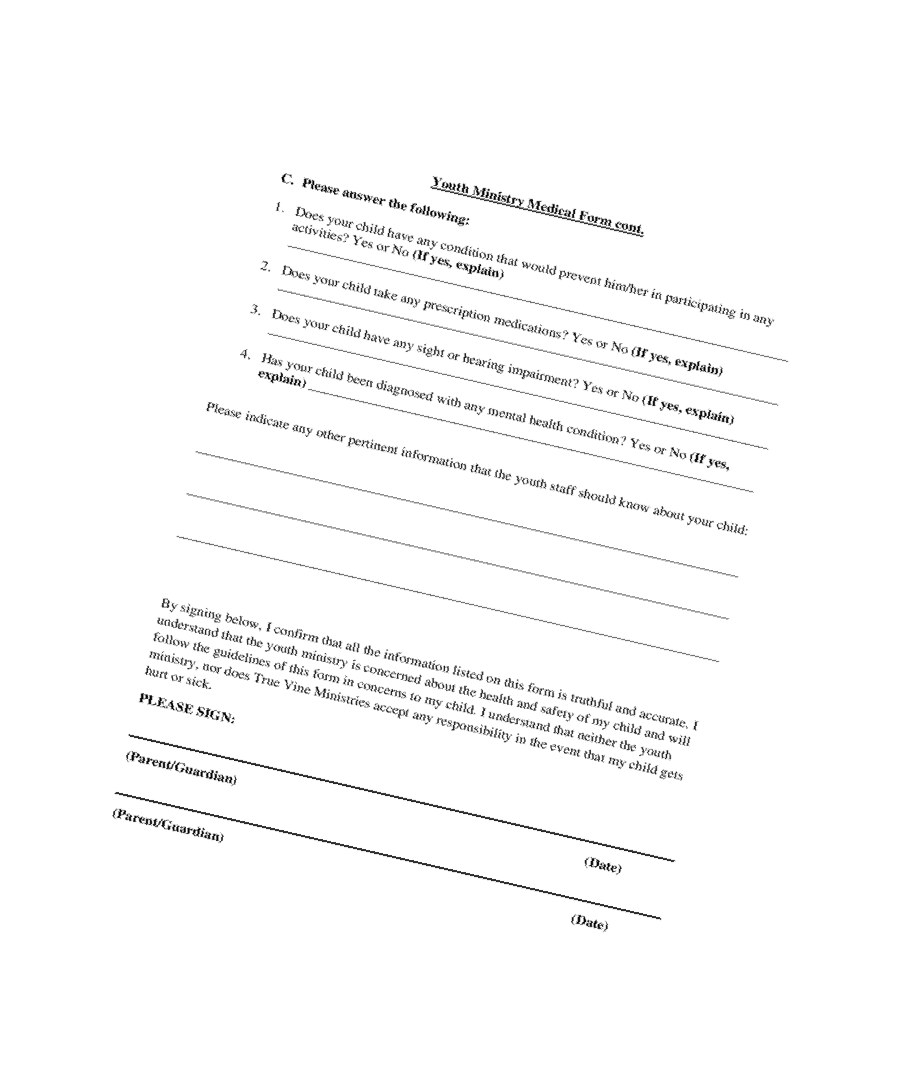 Youth Ministry Medical Form cont.
C. Please answer the following:
1. Does your child have any condition that would prevent him/her in participating in any
activities? Yes or No (If yes, explain)
2. Does your child take any prescription medications? Yes or No (If yes, explain)
3. Does your child have any sight or hearing impairment? Yes or No (If yes, explain)
4. Has your child been diagnosed with any mental health condition? Yes or No (If yes,
explain)
Please indicate any other pertinent information that the youth staff should know about your child:
By signing below, I confirm that all the information listed on this form is truthful and accurate. I
understand that the youth ministry is concerned about the health and safety of my child and will
follow the guidelines of this form in concerns to my child. I understand that neither the youth
ministry, nor does True Vine Ministries accept any responsibility in the event that my child gets
hurt or sick.
PLEASE SIGN:
(Parent/Guardian) (Date)
(Parent/Guardian) (Date)